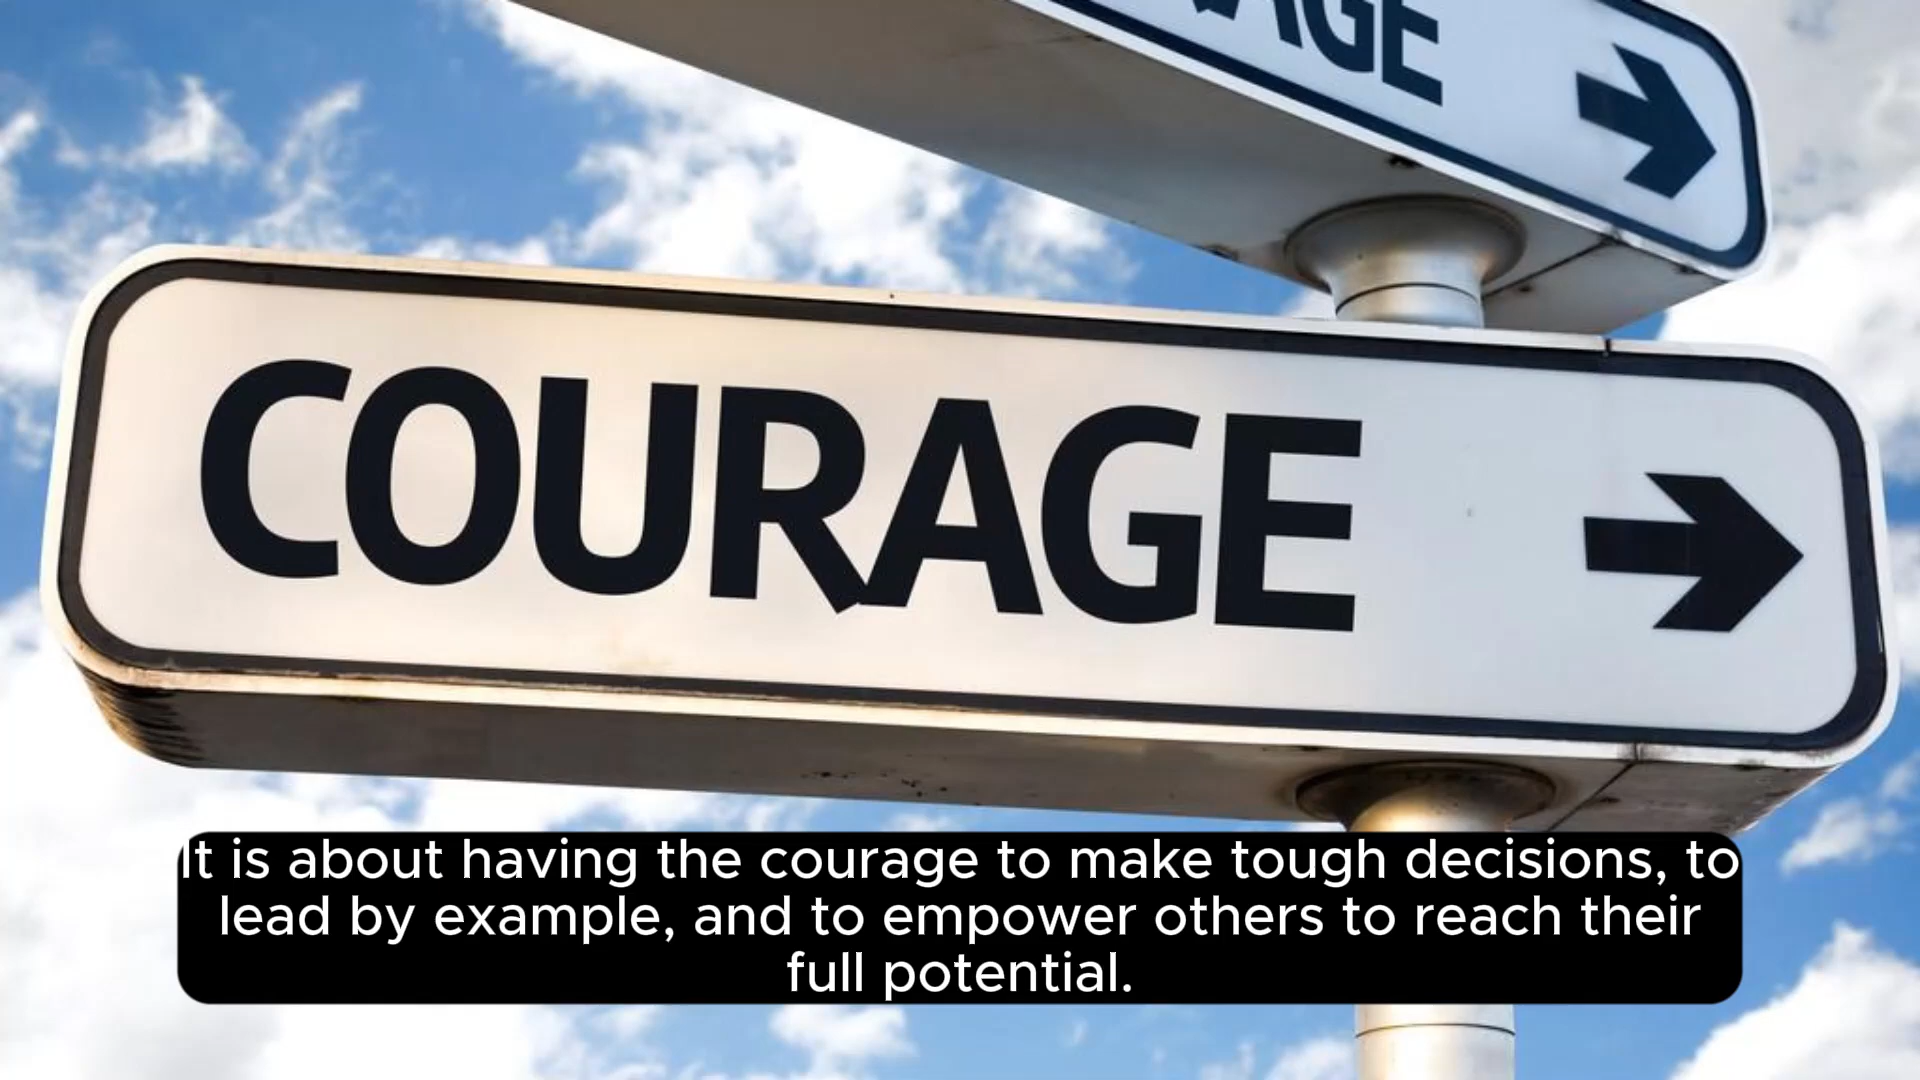 AGE
COURAGE
It is about having the courage to make tough decisions, to
lead by example, and to empower others to reach their
full potential.